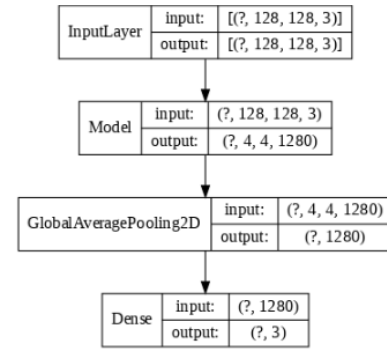 InputLayer
input: [(?, 128, 128, 3)]
output: [(?, 128, 128, 3)]
Model
input: (?, 128, 128, 3)
output: (?, 4, 4, 1280)
GlobalAveragePooling2D
input: (?, 4, 4, 1280)
output: (?, 1280)
Dense
input: (?, 1280)
output: (?, 3)